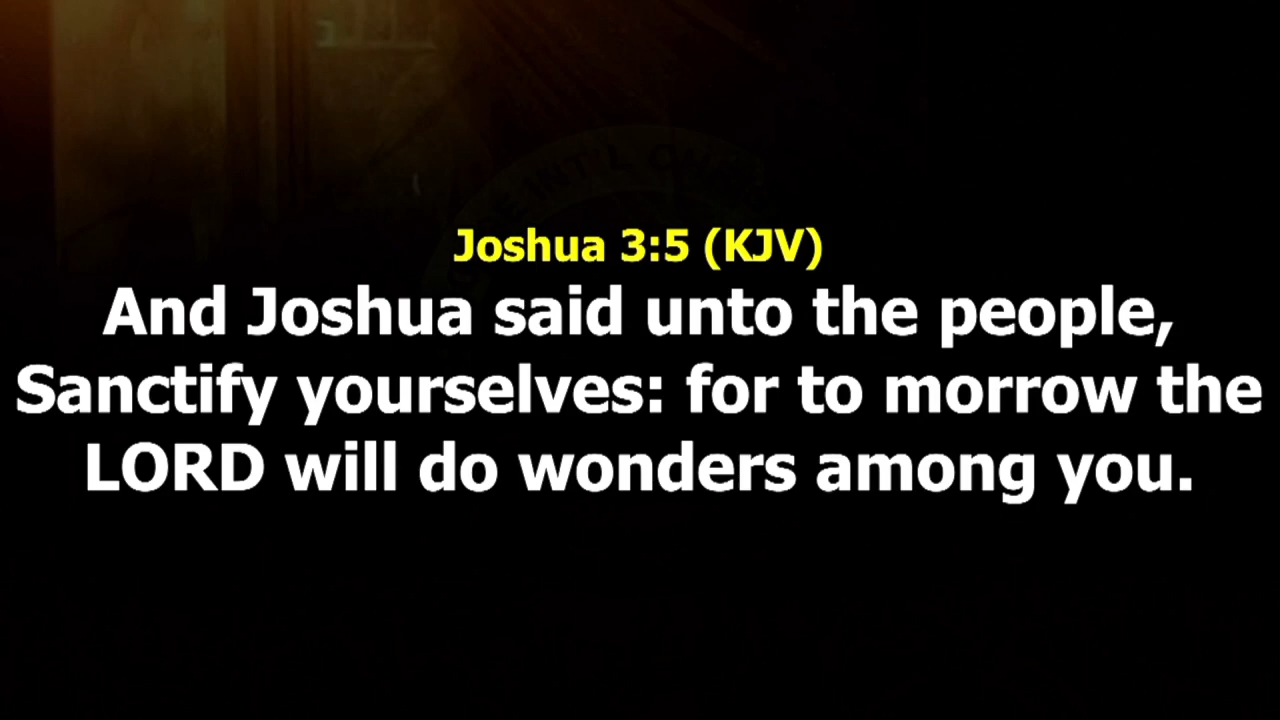 Joshua 3:5 (KJV)
And Joshua said unto the people,
Sanctify yourselves: for to morrow the
LORD will do wonders among you.